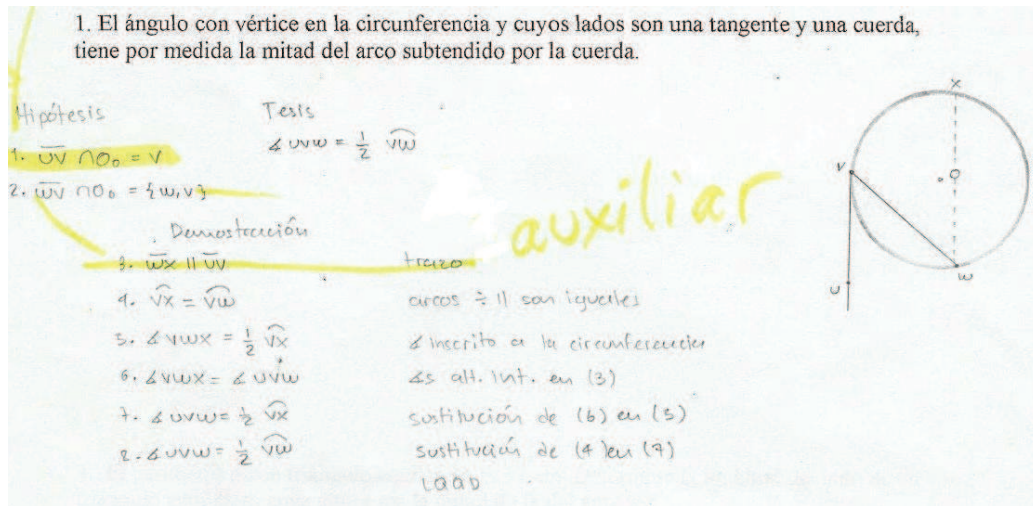 1. El ángulo con vértice en la circunferencia y cuyos lados son una tangente y una cuerda,
tiene por medida la mitad del arco subtendido por la cuerda.
Hipótesis
Tesis
1. UV ∩ O₀ = V
∡ UVW = 1/2 VW
2. WV ∩ O₀ = {W,V}
auxiliar
Demostración
3. WX || UV trazo
4. VX = VW arcos ÷ || son iguales
5. ∡ VWX = 1/2 VX ∡ inscrito a la circunferencia
6. ∡VWX = ∡ UVW ∡s alt. int. en (3)
7. ∡ UVW = 1/2 VX sustitución de (6) en (5)
8. ∡ UVW = 1/2 VW sustitución de (4) en (7)
LQQD
X
V
O
W
U